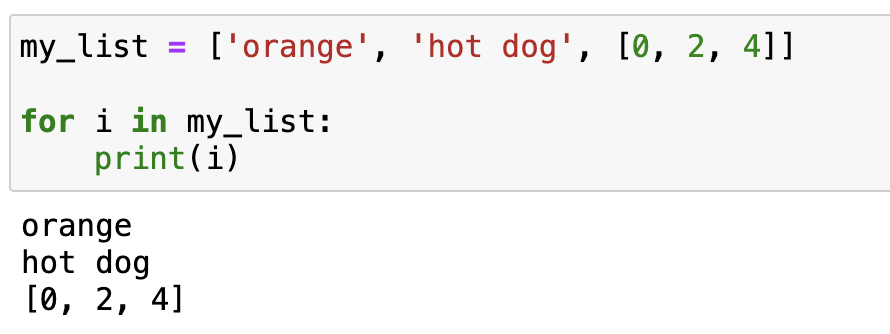 my_list = ['orange', 'hot dog', [0, 2, 4]]
for i in my_list:
    print(i)
orange
hot dog
[0, 2, 4]